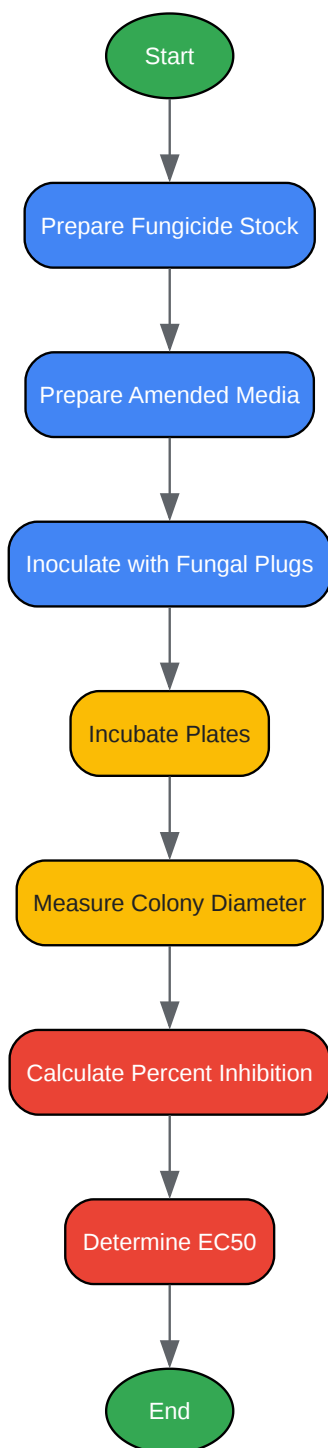 Start
Prepare Fungicide Stock
Prepare Amended Media
Inoculate with Fungal Plugs
Incubate Plates
Measure Colony Diameter
Calculate Percent Inhibition
Determine EC50
End